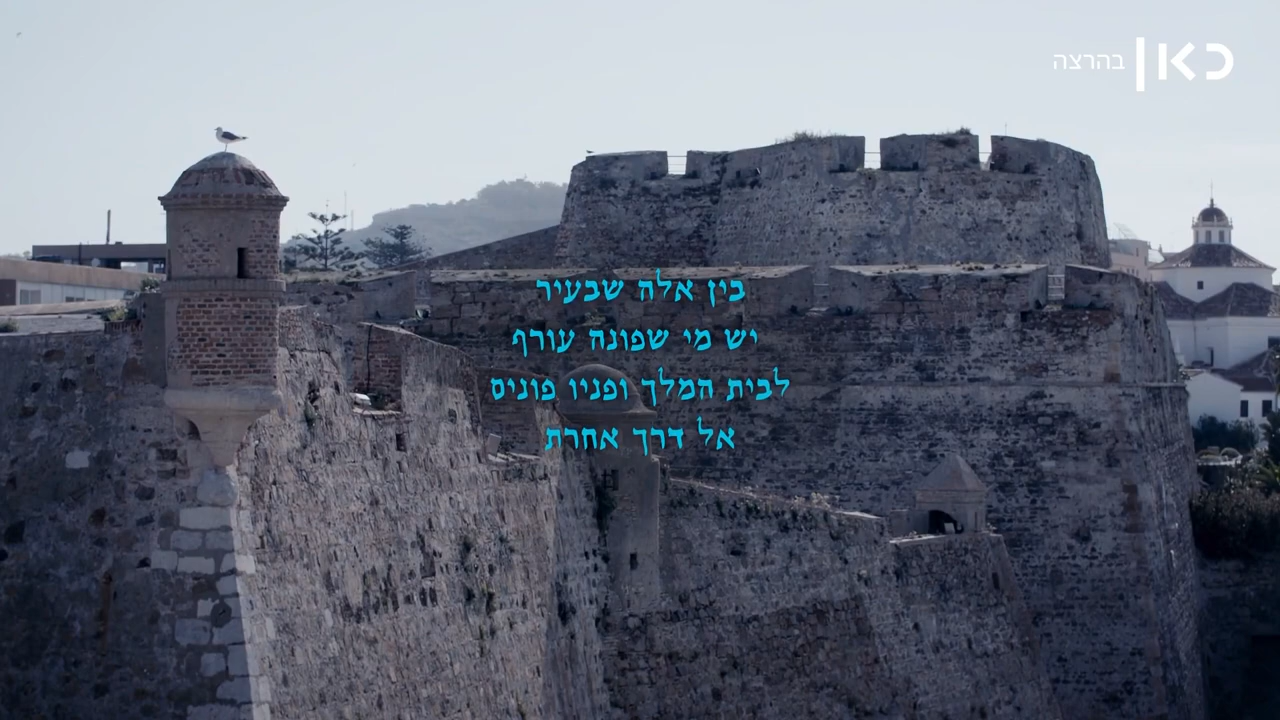 כאן בהרצה
בין אלה שבעיר
יש מי שפונה עורף
לבית המלך ופניו פונים
אל דרך אחרת